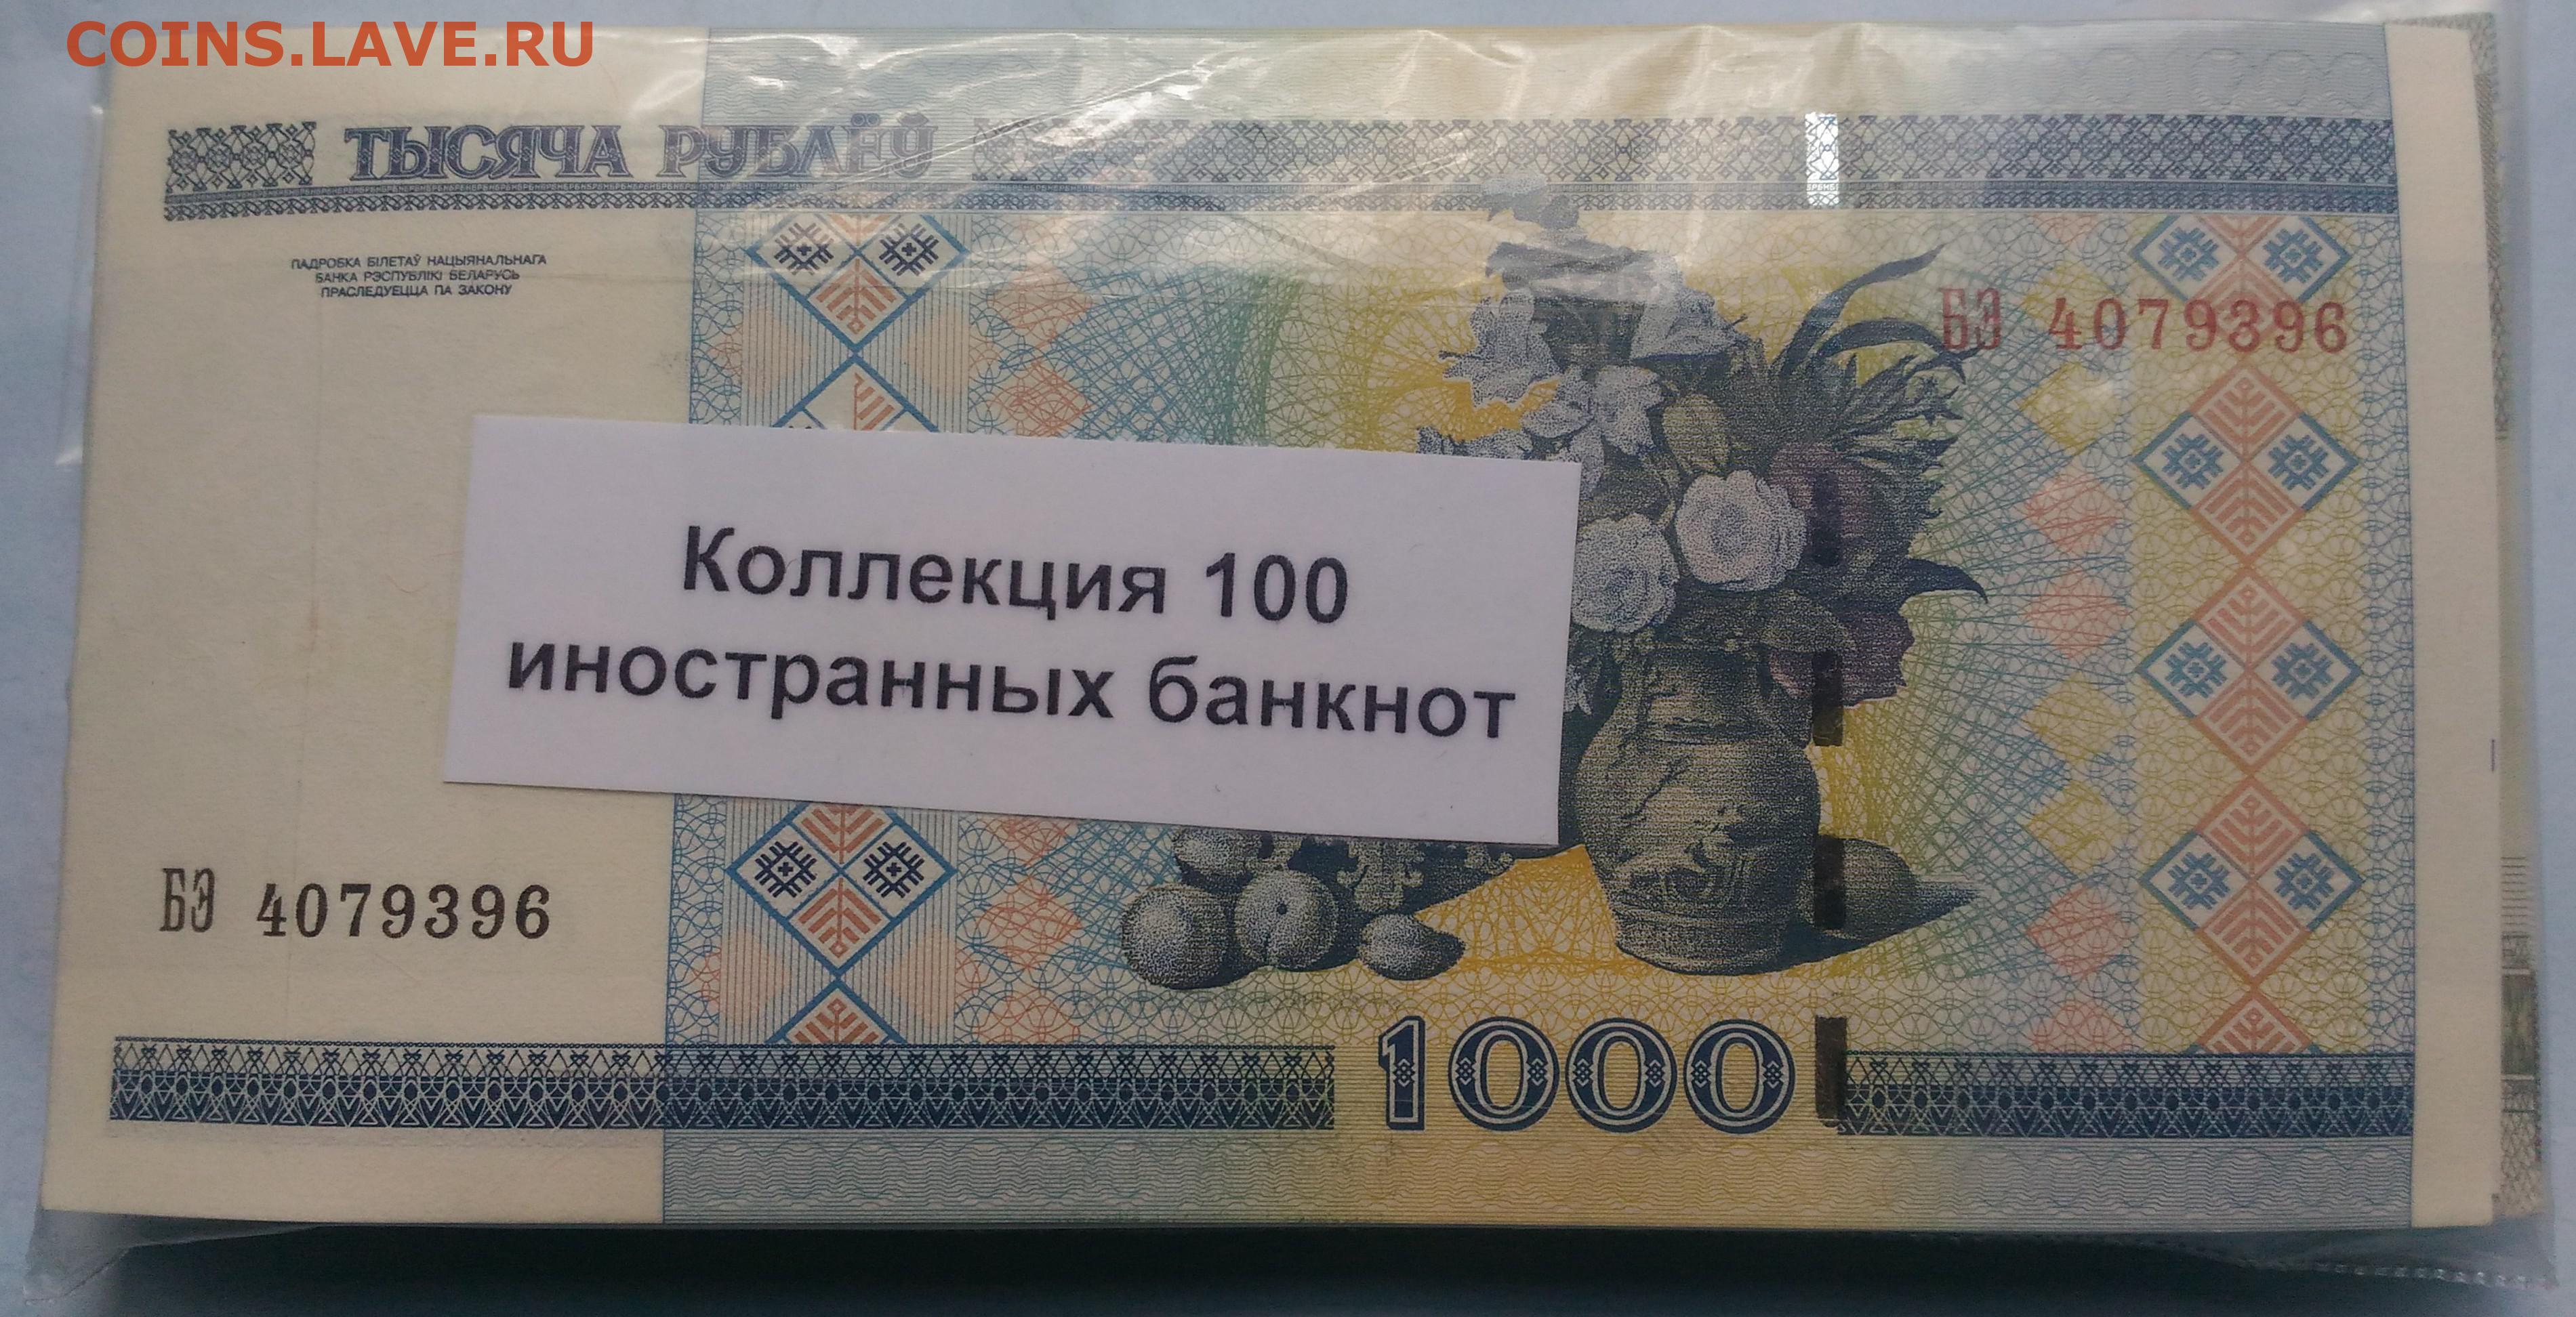 COINS.LAVE.RU
ТЫСЯЧА РУБЛЁЎ
ПАДРОБКА БІЛЕТАЎ НАЦЫЯНАЛЬНАГА
БАНКА РЭСПУБЛІКІ БЕЛАРУСЬ
ПРАСЛЕДУЕЦЦА ПА ЗАКОНУ
БЭ 4079396
Коллекция 100
иностранных банкнот
БЭ 4079396
1000